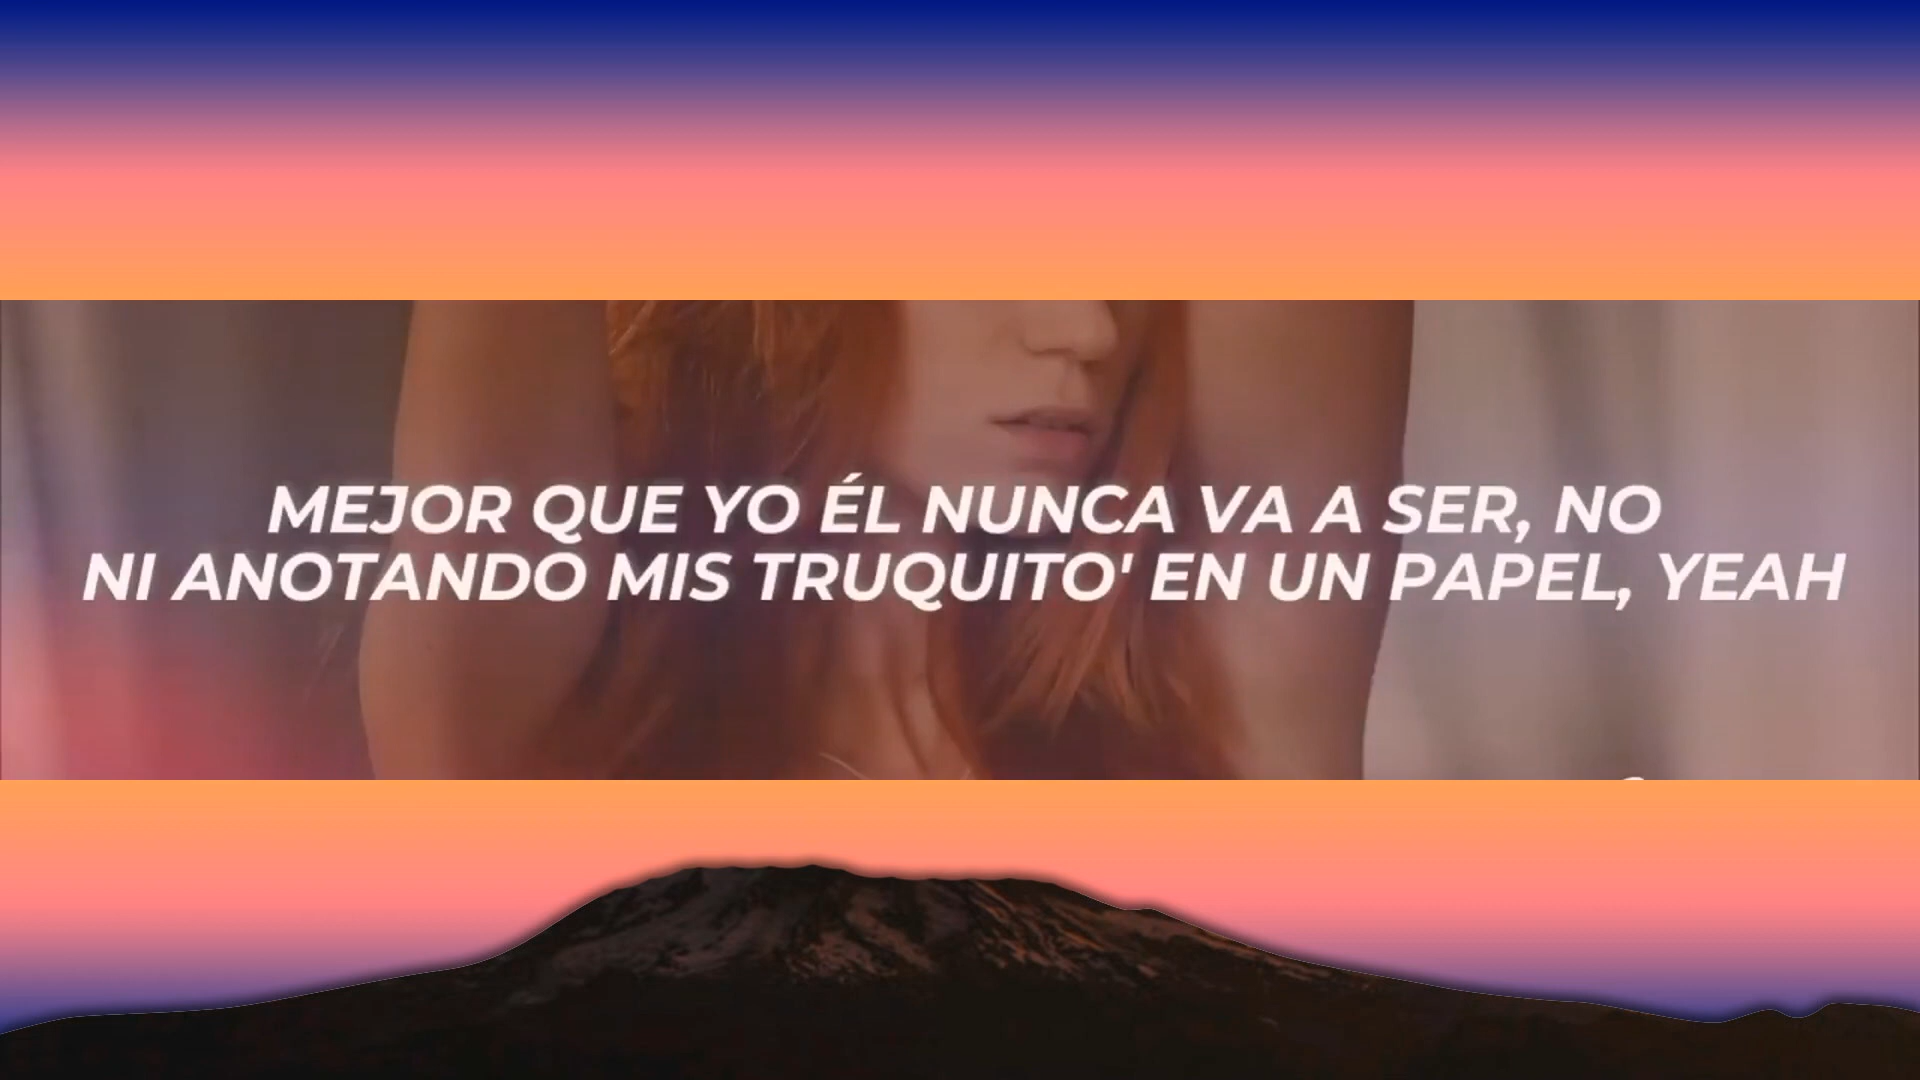 MEJOR QUE YO ÉL NUNCA VA A SER, NO
NI ANOTANDO MIS TRUQUITO' EN UN PAPEL, YEAH